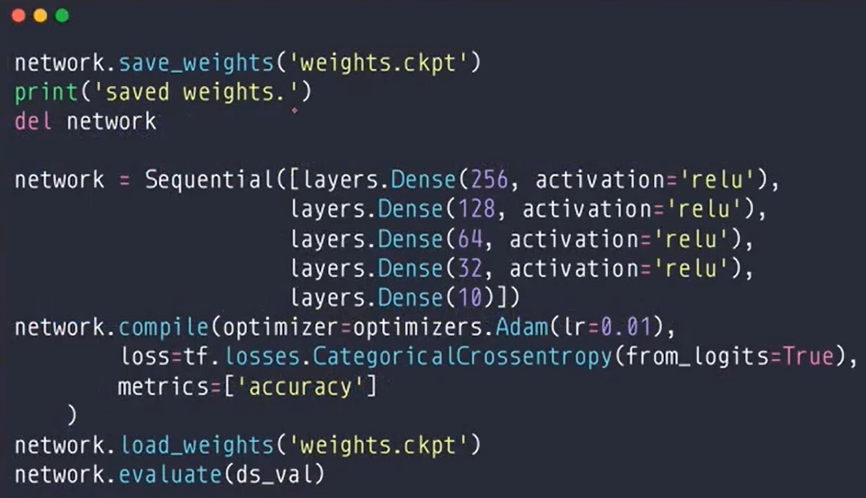 network.save_weights('weights.ckpt')
print('saved weights.')
del network

network = Sequential([layers.Dense(256, activation='relu'),
                      layers.Dense(128, activation='relu'),
                      layers.Dense(64, activation='relu'),
                      layers.Dense(32, activation='relu'),
                      layers.Dense(10)])
network.compile(optimizer=optimizers.Adam(lr=0.01),
        loss=tf.losses.CategoricalCrossentropy(from_logits=True),
        metrics=['accuracy']
    )
network.load_weights('weights.ckpt')
network.evaluate(ds_val)